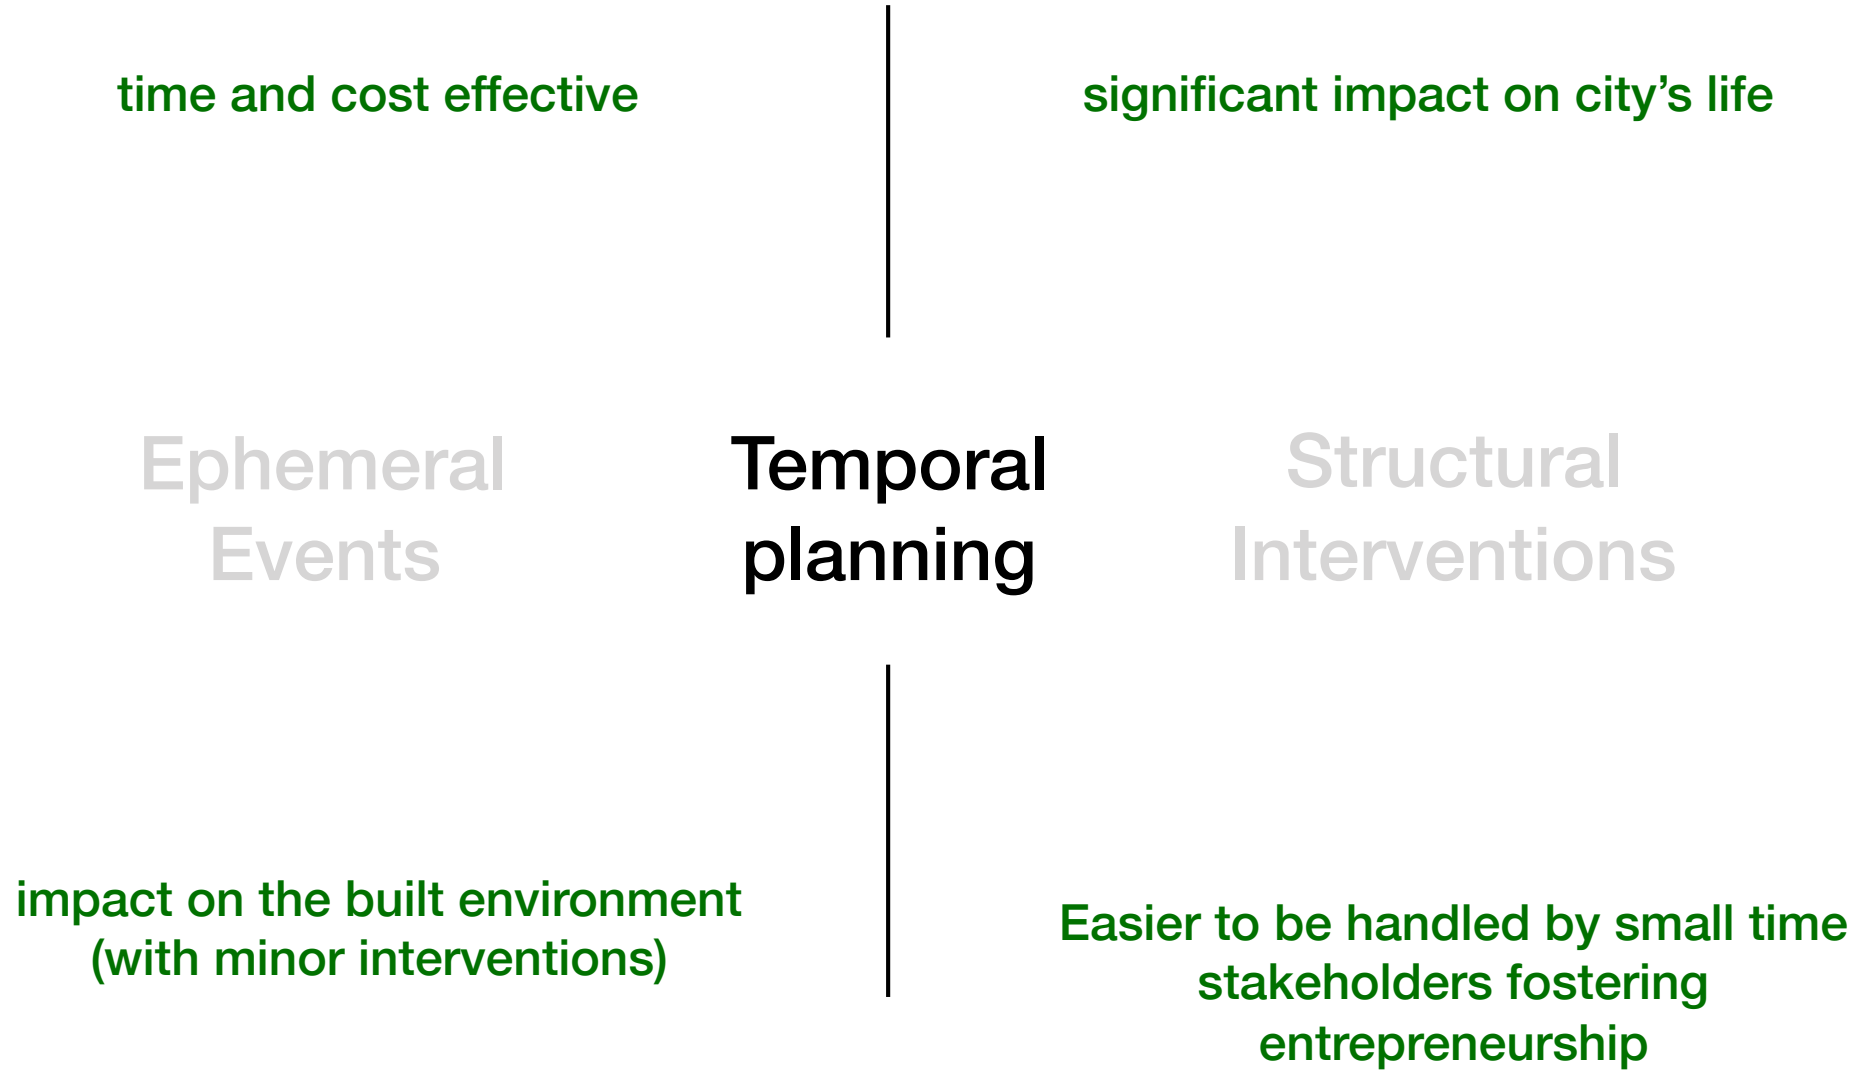 time and cost effective
significant impact on city’s life
Ephemeral
Events
Temporal
planning
Structural
Interventions
impact on the built environment
(with minor interventions)
Easier to be handled by small time
stakeholders fostering
entrepreneurship